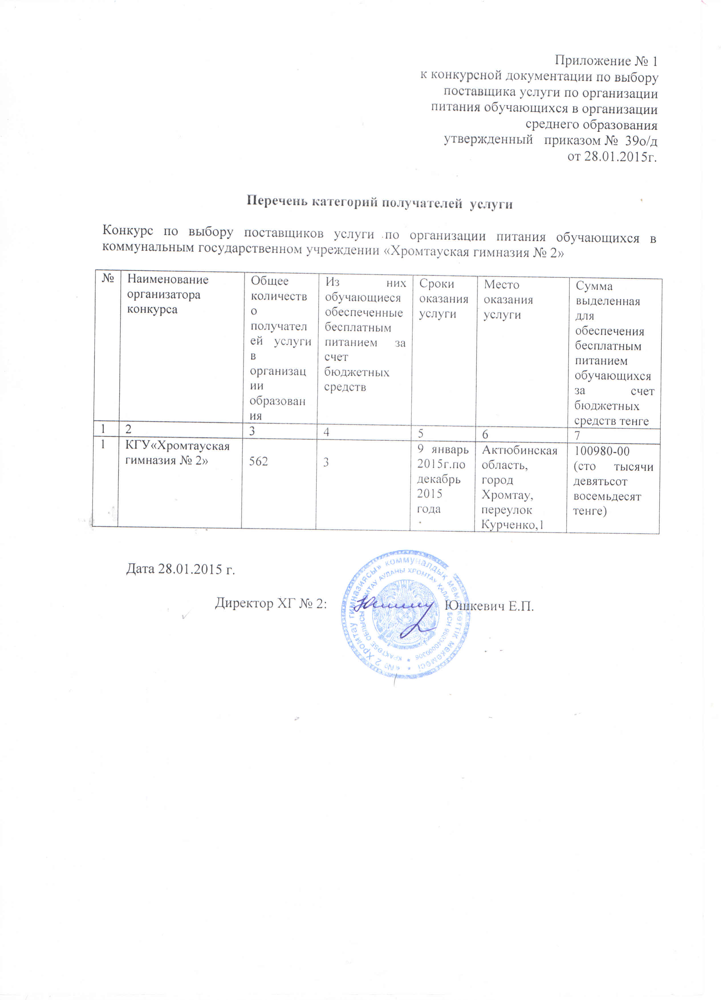 Приложение № 1
к конкурсной документации по выбору
поставщика услуги по организации
питания обучающихся в организации
среднего образования
утвержденный приказом № 39о/д
от 28.01.2015г.
Перечень категорий получателей услуги
Конкурс по выбору поставщиков услуги по организации питания обучающихся в
коммунальным государственном учреждении «Хромтауская гимназия № 2»
№
Наименование
организатора
конкурса
Общее
количеств
о
получател
ей услуги
в
организац
ии
образован
ия
Из них
обучающиеся
обеспеченные
бесплатным
питанием за
счет
бюджетных
средств
Сроки
оказания
услуги
Место
оказания
услуги
Сумма
выделенная
для
обеспечения
бесплатным
питанием
обучающихся
за счет
бюджетных
средств тенге
1 2 3 4 5 6 7
1
КГУ«Хромтауская
гимназия № 2»
562
3
9 январь
2015г.по
декабрь
2015
года
Актюбинская
область,
город
Хромтау,
переулок
Курченко,1
100980-00
(сто тысячи
девятьсот
восемьдесят
тенге)
Дата 28.01.2015 г.
Директор ХГ № 2: Юшкевич Е.П.
«№ 2 Хромтау гимназиясы» коммуналдық мемлекеттік мекемесі
ОБЛЫСЫ ХРОМТАУ АУДАНЫ ХРОМТАУ ҚАЛАСЫ